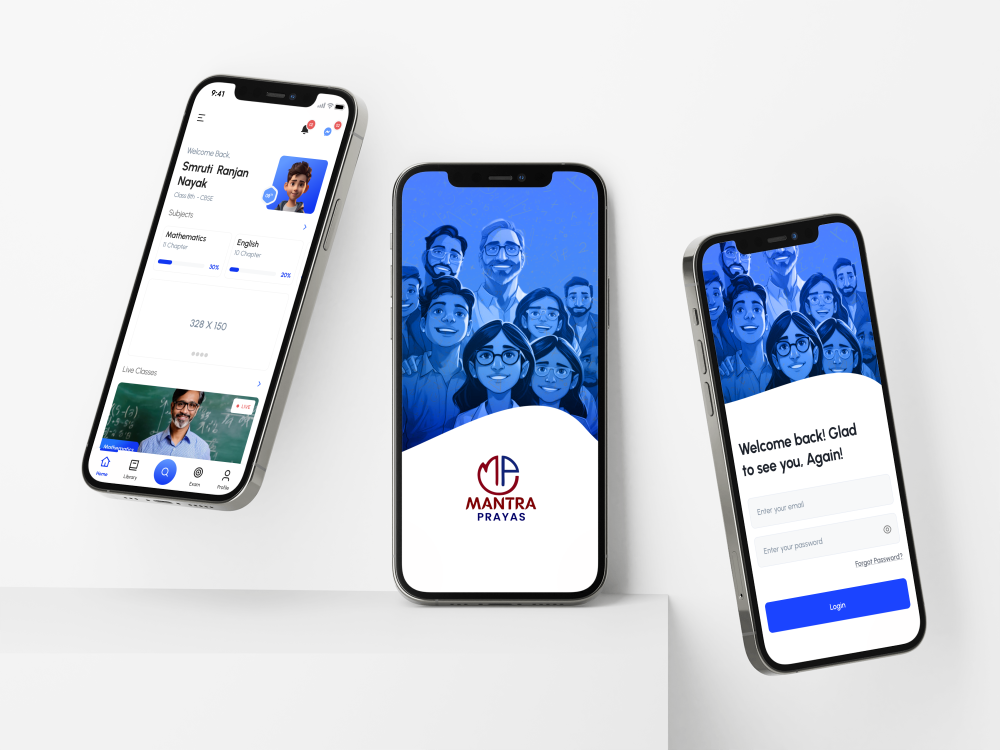 9:41
Welcome Back,
Smruti Ranjan
Nayak
Class 8th - CBSE
Subjects
Mathematics
11 Chapter
30%
English
10 Chapter
20%
328 X 150
Live Classes
LIVE
Mathematics
Home
Library
Exam
Profile
MANTRA
PRAYAS
Welcome back! Glad
to see you, Again!
Enter your email
Enter your password
Forgot Password?
Login